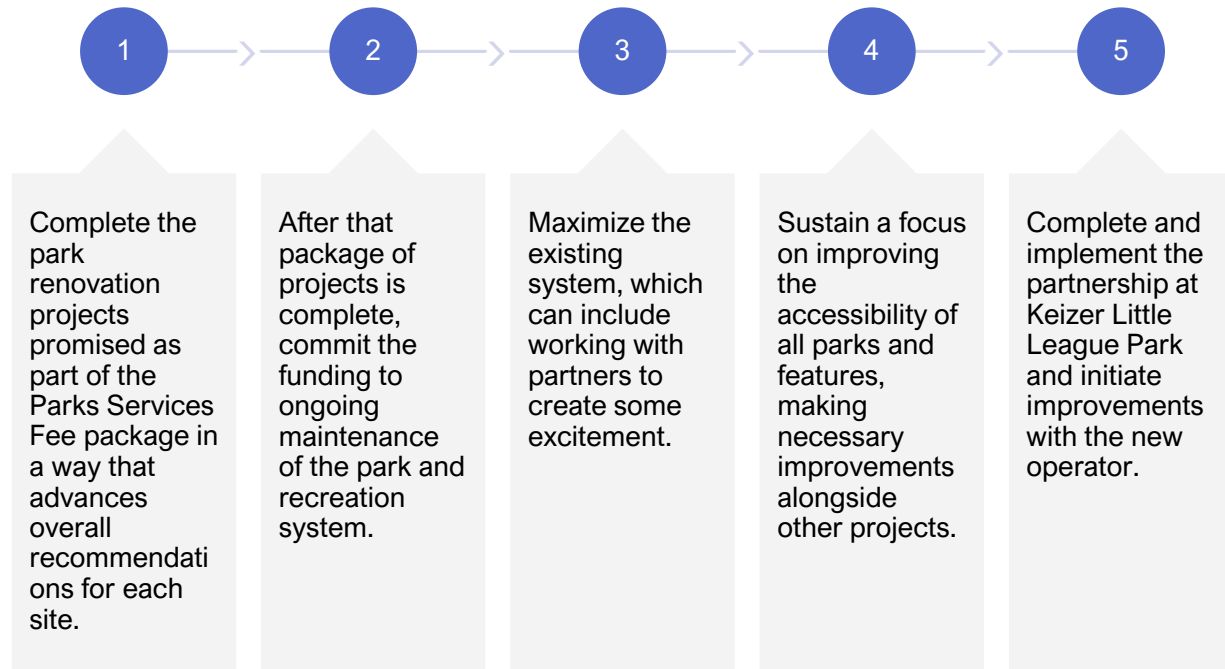 1
2
3
4
5
Complete the
park
renovation
projects
promised as
part of the
Parks Services
Fee package in
a way that
advances
overall
recommendati
ons for each
site.
After that
package of
projects is
complete,
commit the
funding to
ongoing
maintenance
of the park and
recreation
system.
Maximize the
existing
system, which
can include
working with
partners to
create some
excitement.
Sustain a focus
on improving
the
accessibility of
all parks and
features,
making
necessary
improvements
alongside
other projects.
Complete and
implement the
partnership at
Keizer Little
League Park
and initiate
improvements
with the new
operator.